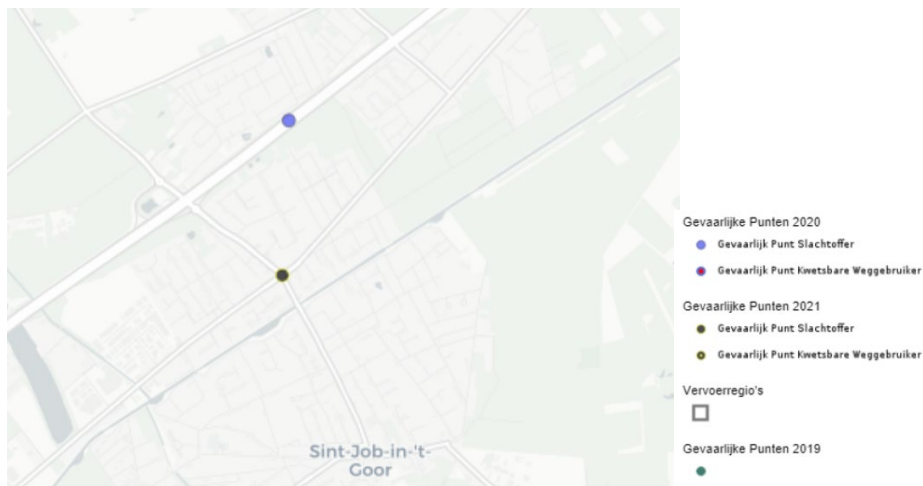 Sint-Job-in-'t-
Goor
Gevaarlijke Punten 2020
Gevaarlijk Punt Slachtoffer
Gevaarlijk Punt Kwetsbare Weggebruiker
Gevaarlijke Punten 2021
Gevaarlijk Punt Slachtoffer
Gevaarlijk Punt Kwetsbare Weggebruiker
Vervoerregio's
Gevaarlijke Punten 2019